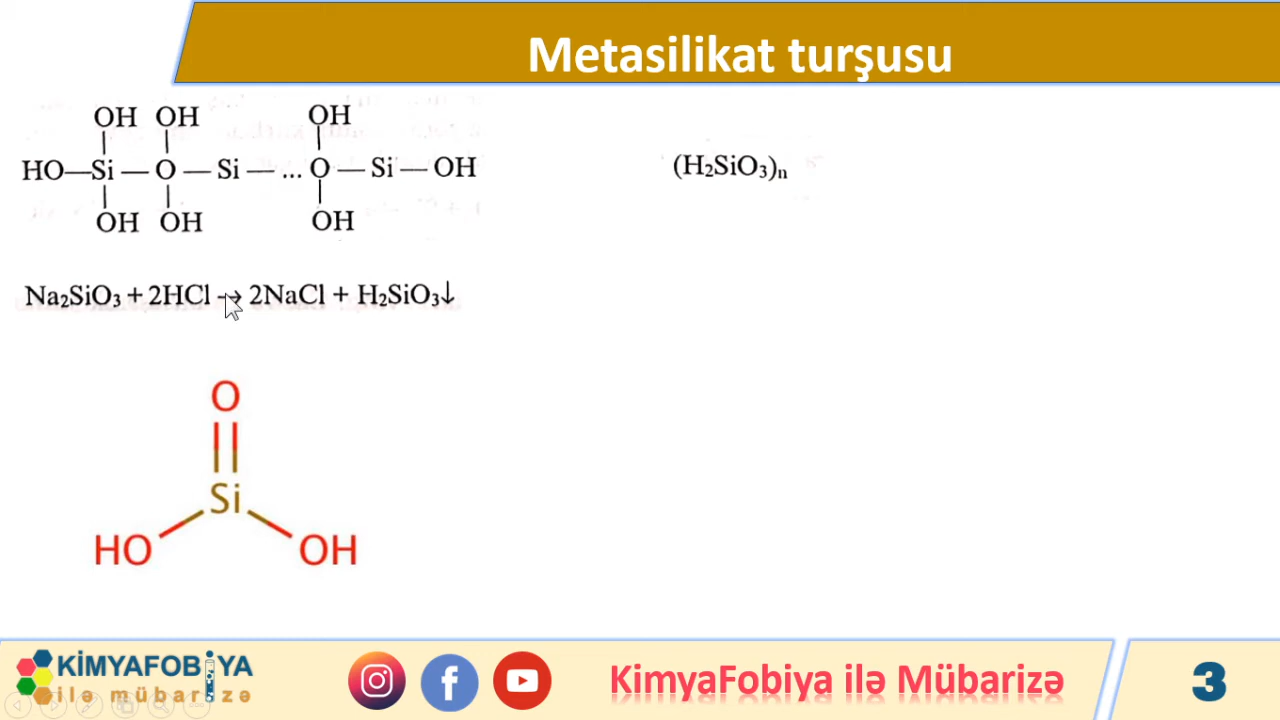 Metasilikat turşusu
OH OH OH
HO—Si — O — Si — ... O — Si — OH
OH OH OH
(H₂SiO₃)ₙ
Na₂SiO₃ + 2HCl → 2NaCl + H₂SiO₃↓
O
Si
HO OH
KİMYAFOBİYA
ilə mübarizə
KimyaFobiya ilə Mübarizə
3